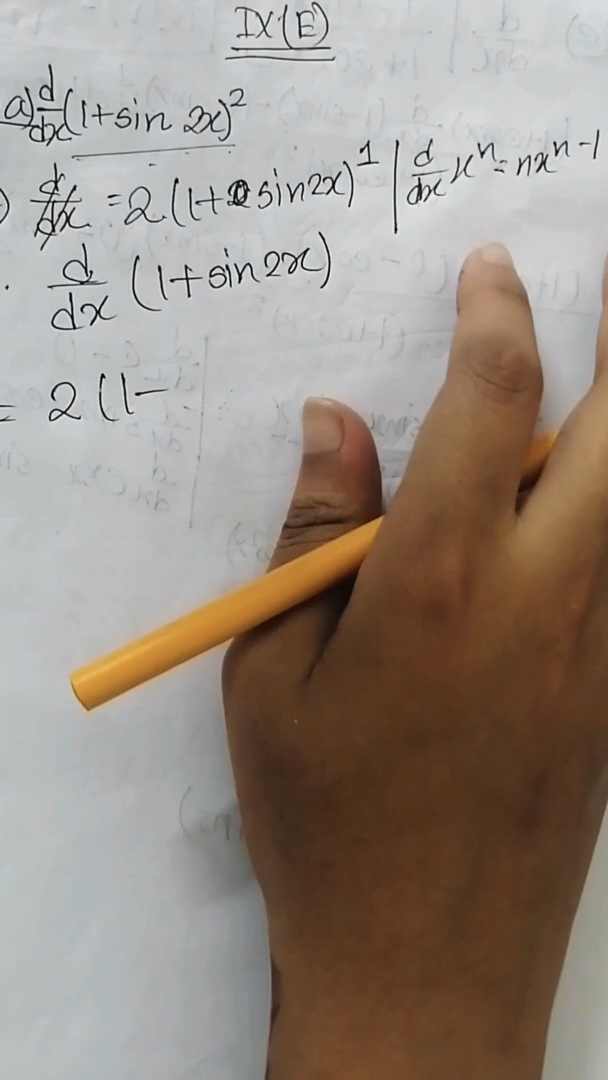 IX(E)
a) d/dx (1+sin 2x)²
) d/dx = 2(1+sin2x)¹ | d/dx xⁿ = nxⁿ⁻¹
. d/dx (1+sin2x)
= 2(1-